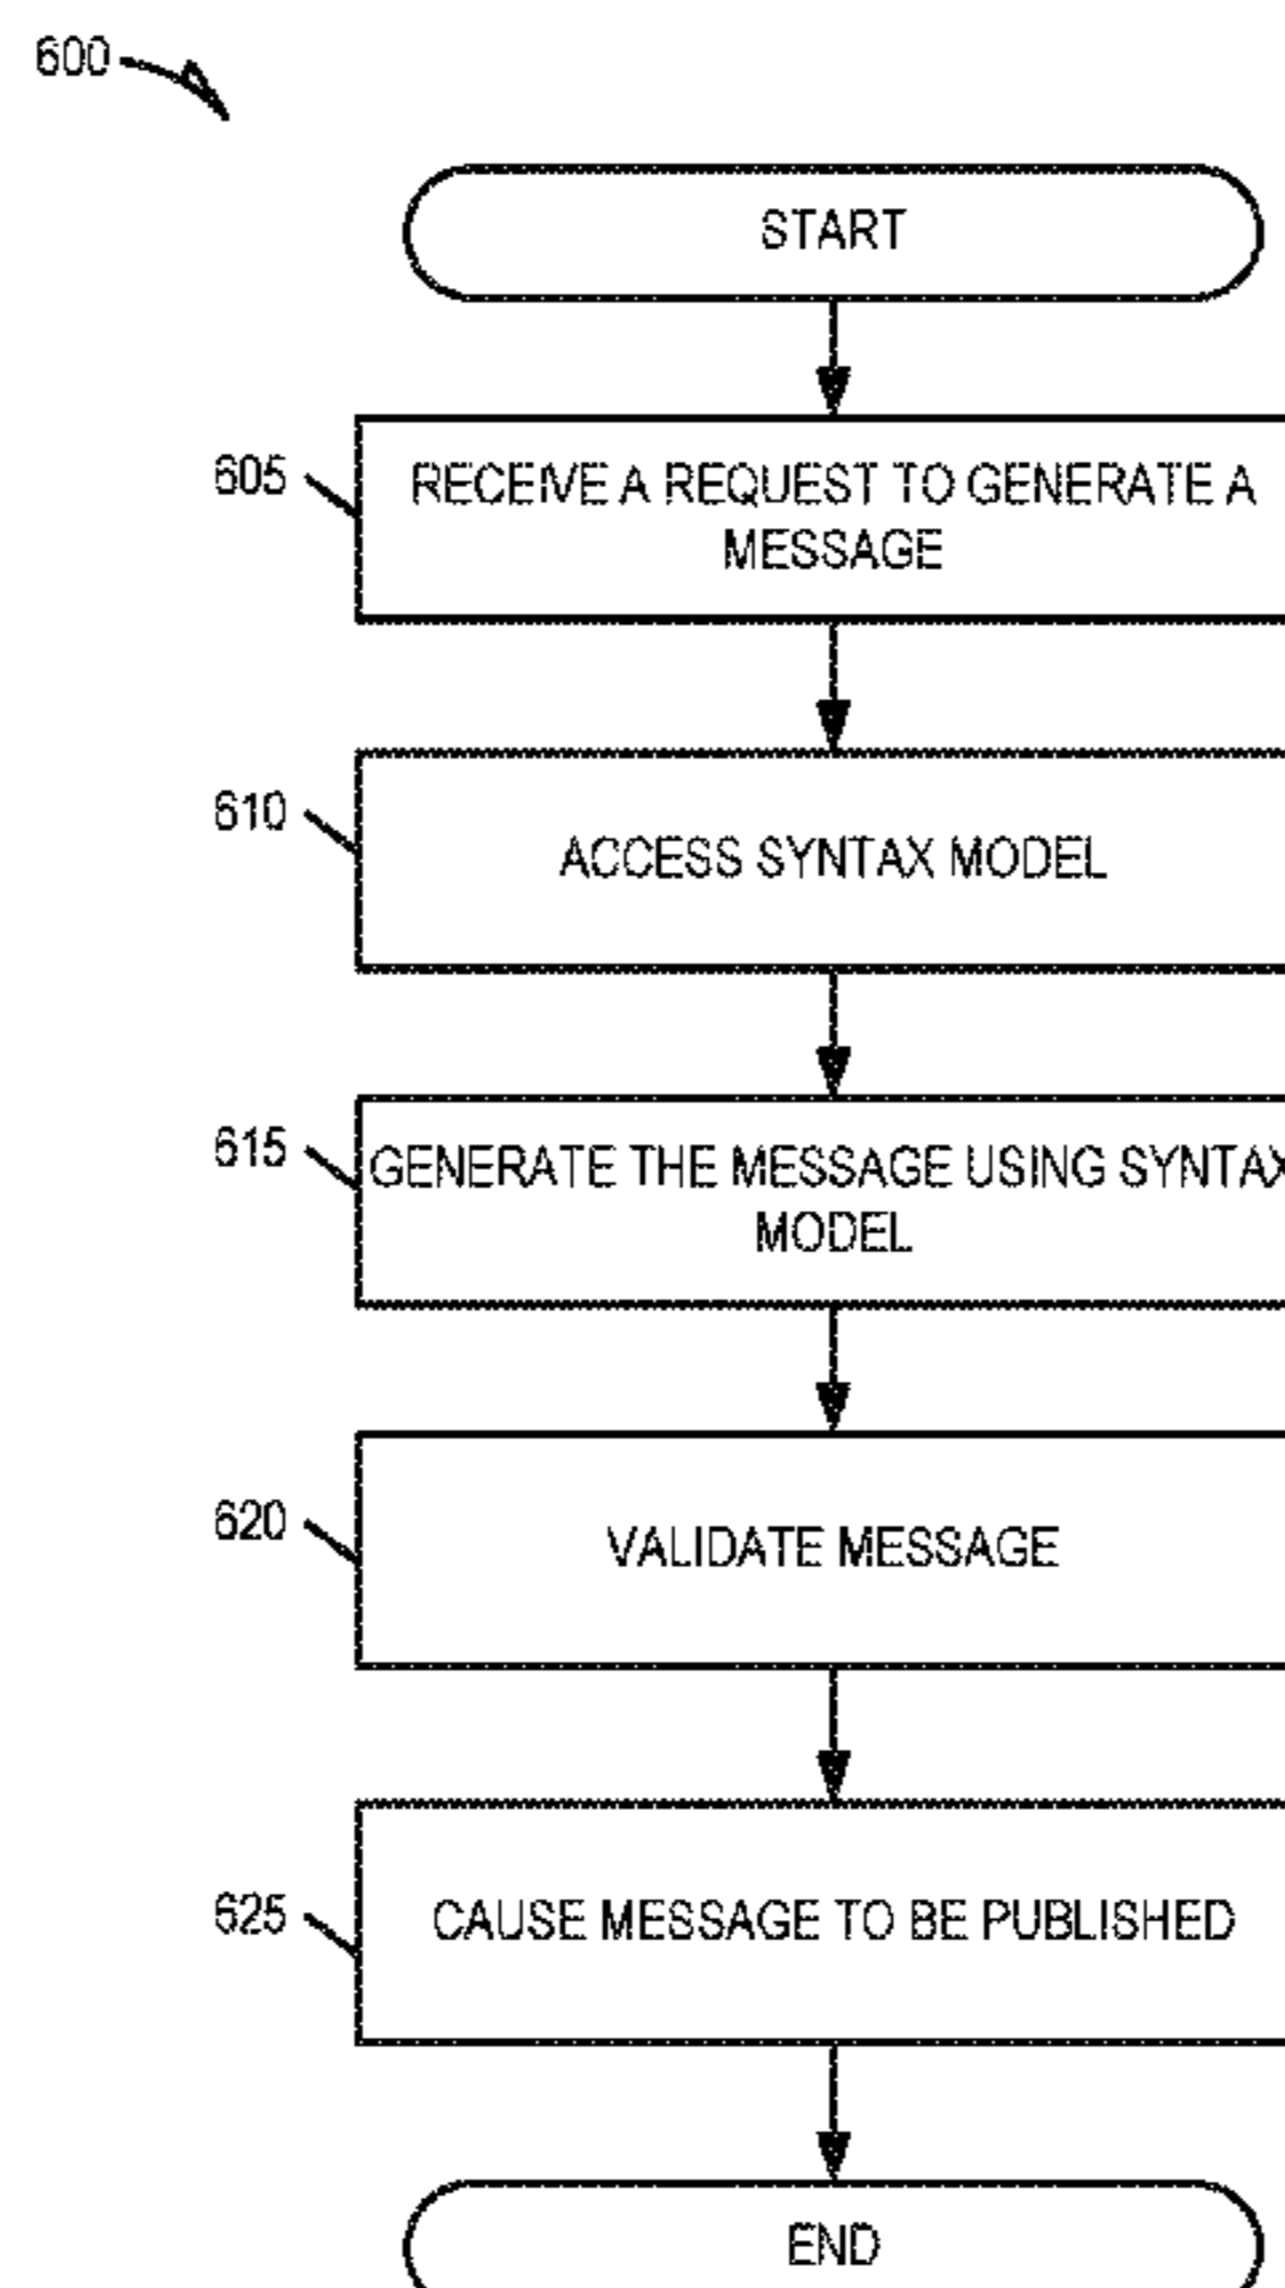 600
START
605
RECEIVE A REQUEST TO GENERATE A
MESSAGE
610
ACCESS SYNTAX MODEL
615
GENERATE THE MESSAGE USING SYNTAX
MODEL
620
VALIDATE MESSAGE
625
CAUSE MESSAGE TO BE PUBLISHED
END